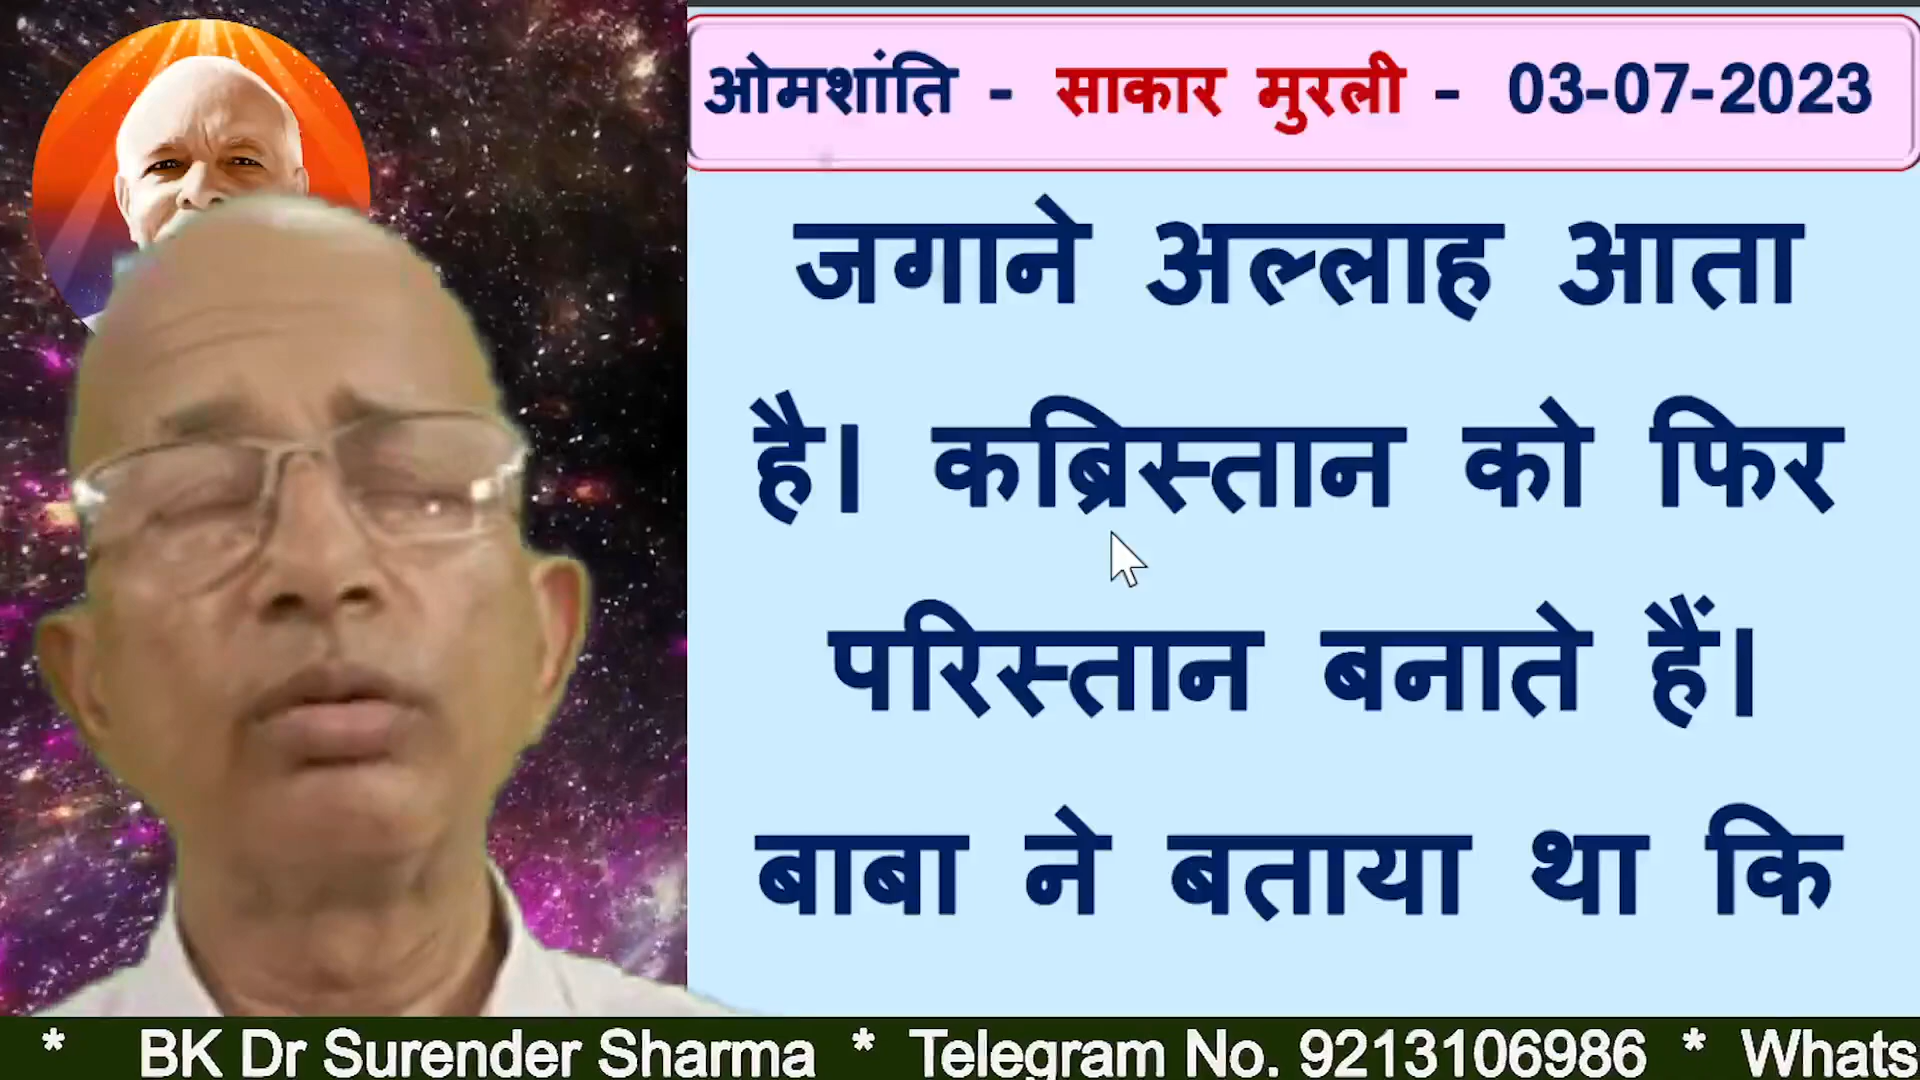 ओमशांति - साकार मुरली - 03-07-2023
जगाने अल्लाह आता
है। कब्रिस्तान को फिर
परिस्तान बनाते हैं।
बाबा ने बताया था कि
* BK Dr Surender Sharma * Telegram No. 9213106986 * Whats